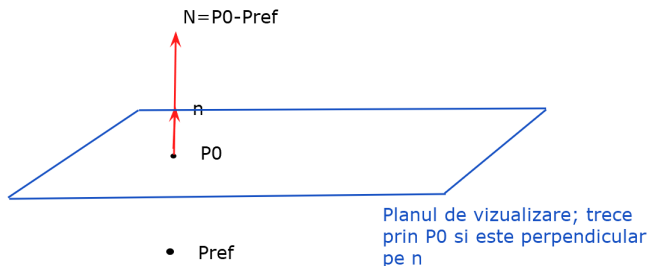 N=P0-Pref
n
P0
Planul de vizualizare; trece
prin P0 si este perpendicular
pe n
Pref